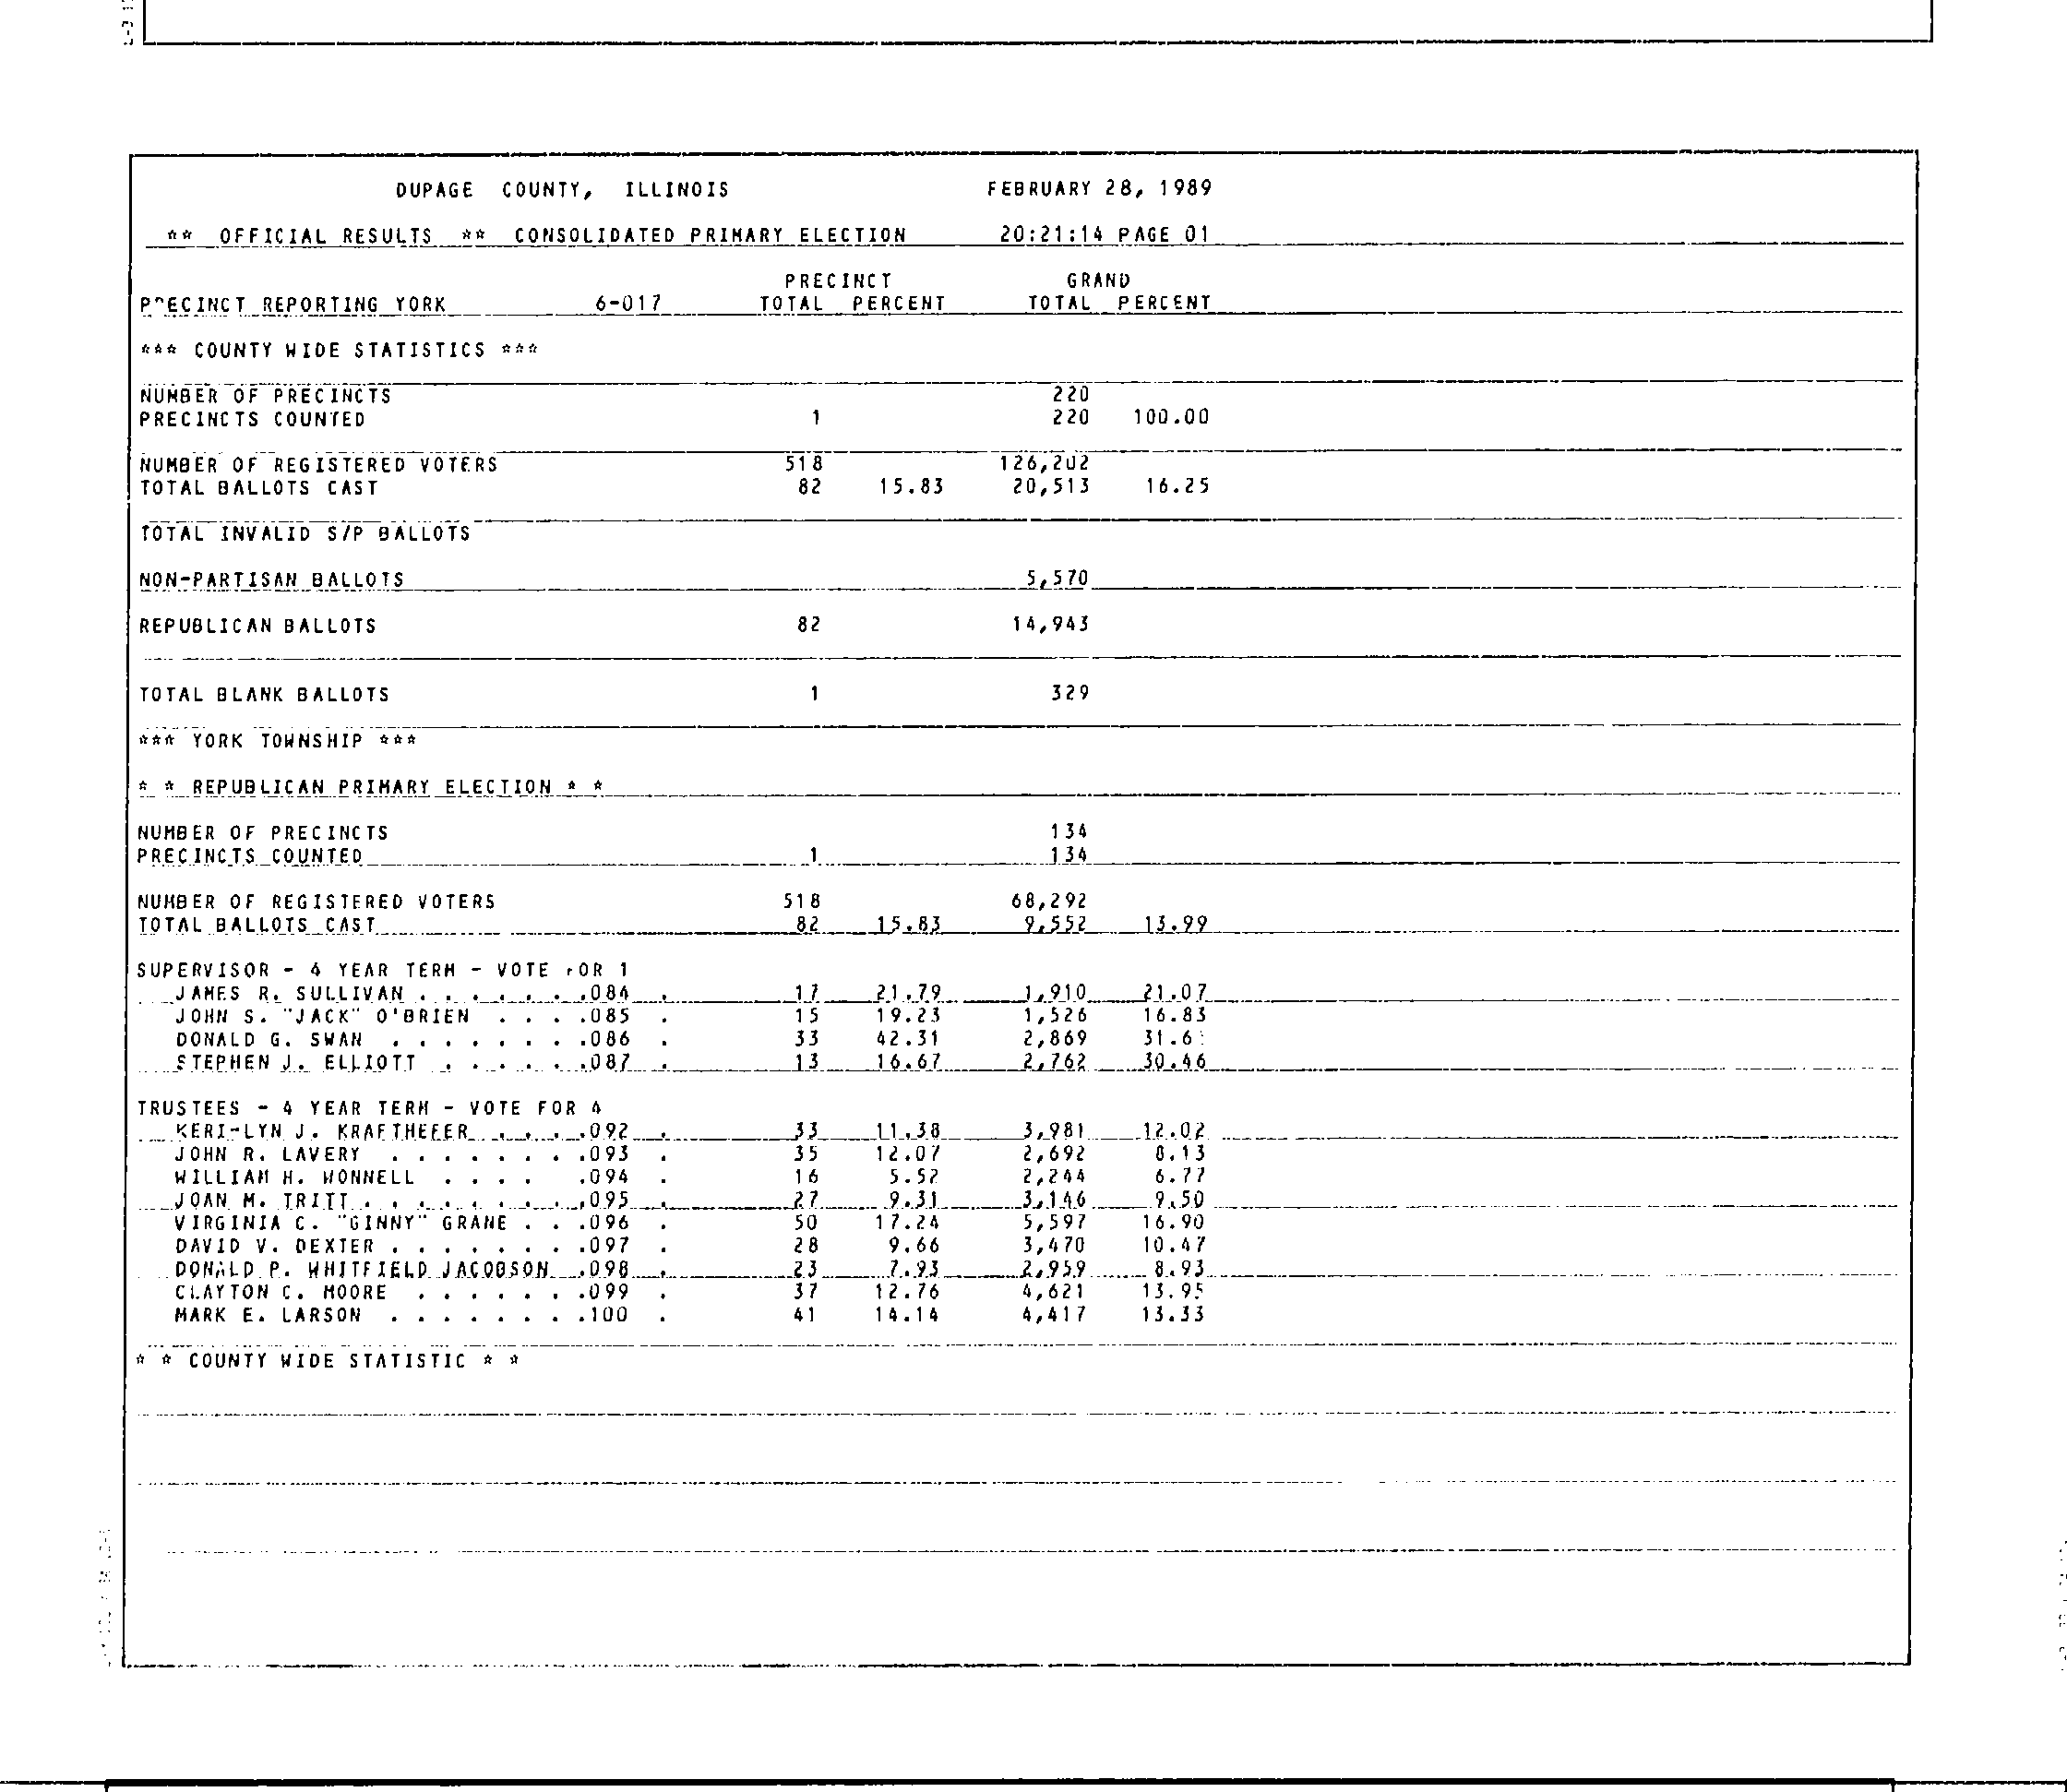 DUPAGE COUNTY, ILLINOIS FEBRUARY 28, 1989
** OFFICIAL RESULTS ** CONSOLIDATED PRIMARY ELECTION 20:21:14 PAGE 01
PRECINCT GRAND
PRECINCT REPORTING YORK 6-017 TOTAL PERCENT TOTAL PERCENT
*** COUNTY WIDE STATISTICS ***
NUMBER OF PRECINCTS 220
PRECINCTS COUNTED 1 220 100.00
NUMBER OF REGISTERED VOTERS 518 126,202
TOTAL BALLOTS CAST 82 15.83 20,513 16.25
TOTAL INVALID S/P BALLOTS
NON-PARTISAN BALLOTS 5,570
REPUBLICAN BALLOTS 82 14,943
TOTAL BLANK BALLOTS 1 329
*** YORK TOWNSHIP ***
* * REPUBLICAN PRIMARY ELECTION * *
NUMBER OF PRECINCTS 134
PRECINCTS COUNTED 1 134
NUMBER OF REGISTERED VOTERS 518 68,292
TOTAL BALLOTS CAST 82 15.83 9,552 13.99
SUPERVISOR - 4 YEAR TERM - VOTE FOR 1
JAMES R. SULLIVAN . . . . . . .084 . 17 21.79 1,910 21.07
JOHN S. "JACK" O'BRIEN . . . .085 . 15 19.23 1,526 16.83
DONALD G. SWAN . . . . . . . .086 . 33 42.31 2,869
STEPHEN J. ELLIOTT . . . . . .087 . 13 16.67 2,762 30.46
TRUSTEES - 4 YEAR TERM - VOTE FOR 4
KERI-LYN J. KRAFTHEFER . . . . .092 . 33 11.38 3,981 12.02
JOHN R. LAVERY . . . . . . . .093 . 35 12.07 2,692 8.13
WILLIAM H. WONNELL . . . . .094 . 16 5.52 2,244 6.77
JOAN M. TRITT . . . . . . . . .095 . 27 9.31 3,146 9.50
VIRGINIA C. "GINNY" GRANE . . .096 . 50 17.24 5,597 16.90
DAVID V. DEXTER . . . . . . . .097 . 28 9.66 3,470 10.47
DONALD P. WHITFIELD JACOBSON .098 . 23 7.93 2,959 8.93
CLAYTON C. MOORE . . . . . . .099 . 37 12.76 4,621 13.95
MARK E. LARSON . . . . . . . .100 . 41 14.14 4,417 13.33
* * COUNTY WIDE STATISTIC * *